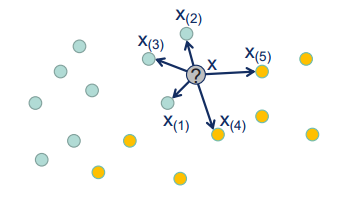 x(2)
x(3)
x(5)
? x
x(1)
x(4)